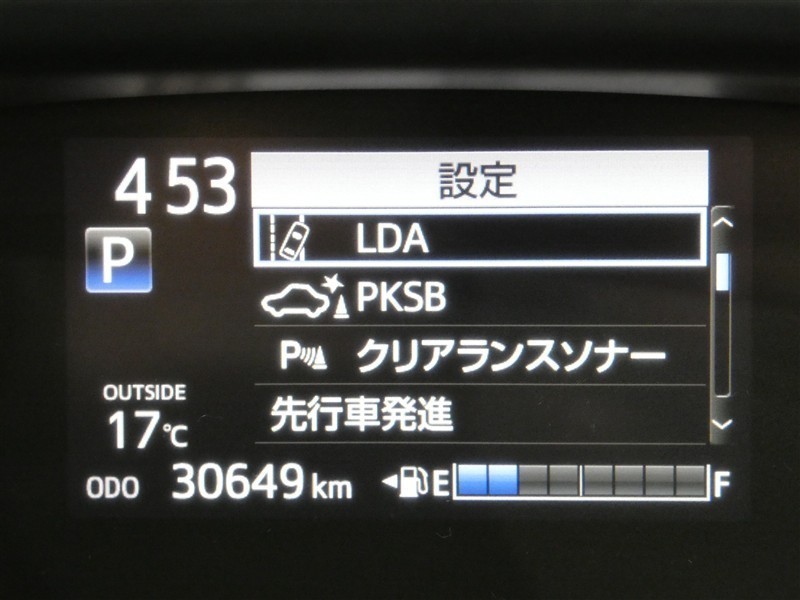 4 53
設定
P
LDA
PKSB
P クリアランスソナー
先行車発進
OUTSIDE
17℃
ODO 30649 km
E F